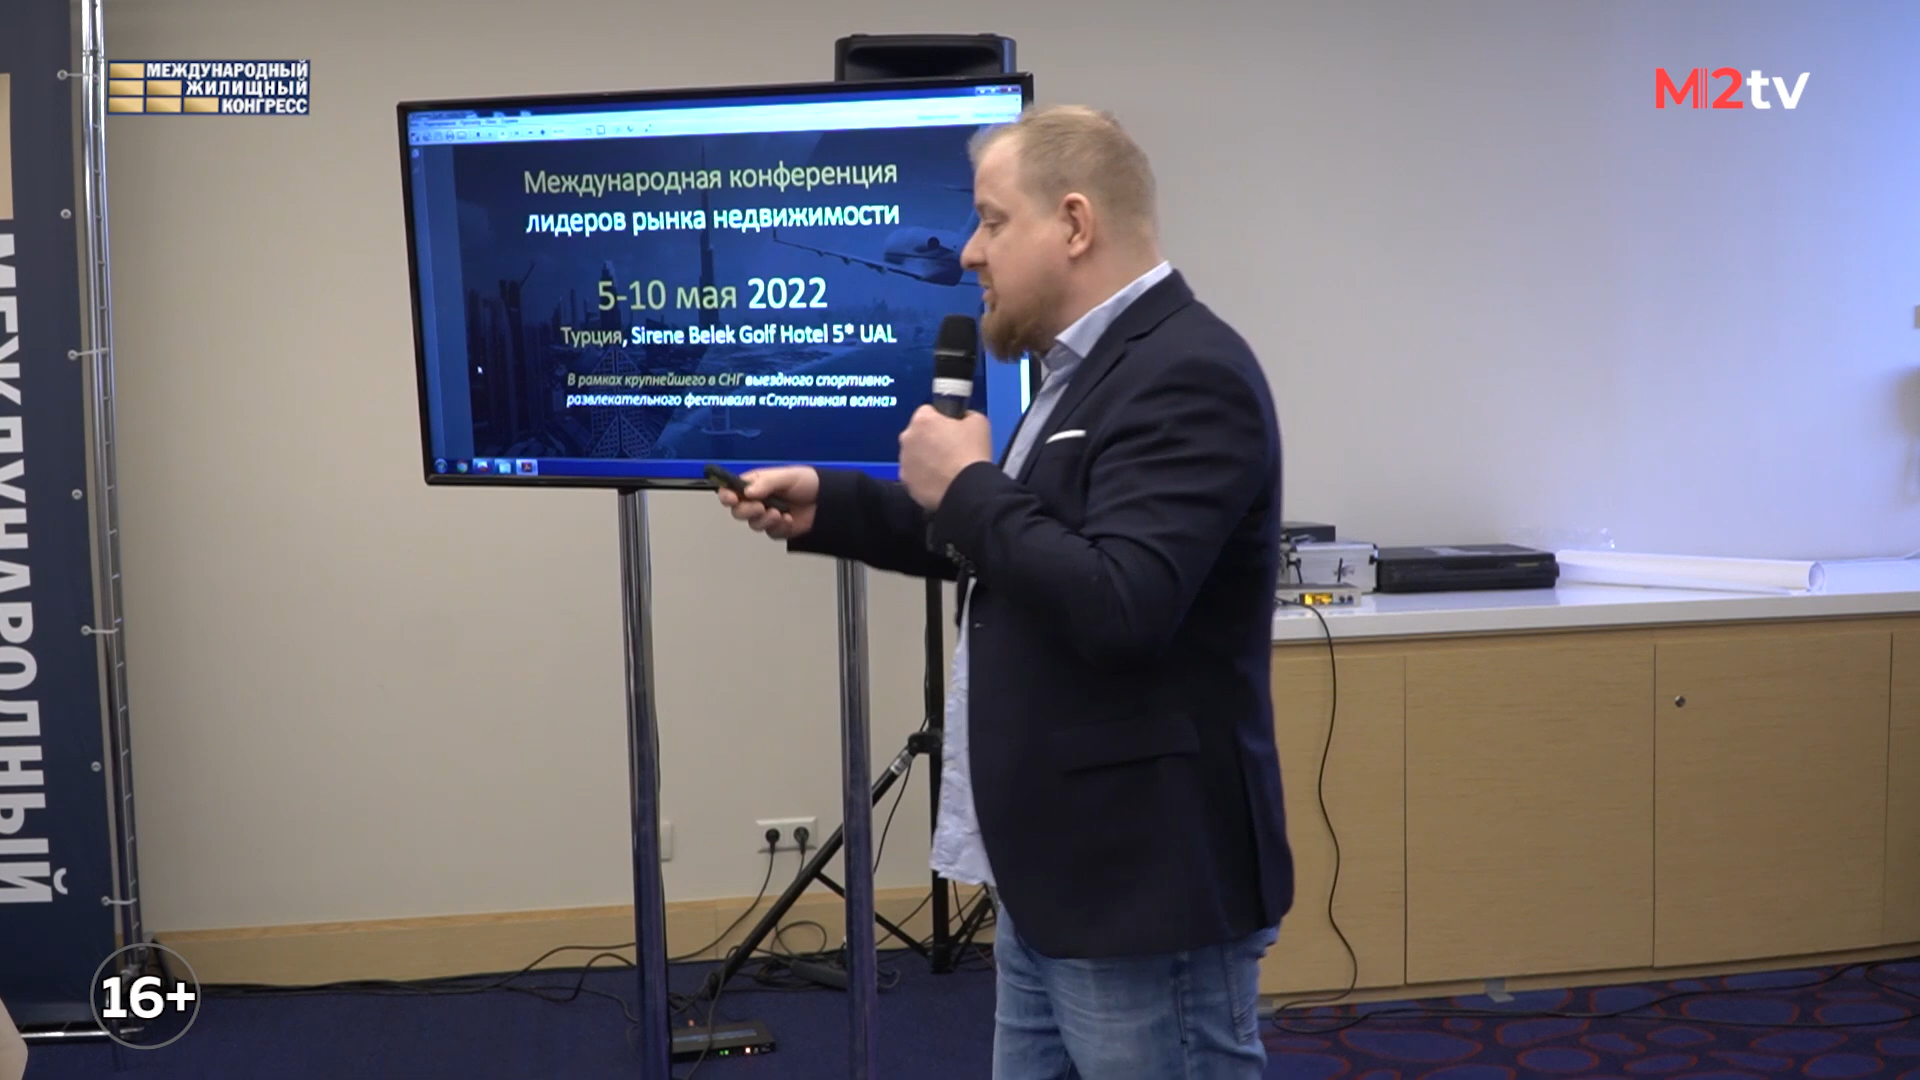 МЕЖДУНАРОДНЫЙ
ЖИЛИЩНЫЙ
КОНГРЕСС
M2tv
Международная конференция
лидеров рынка недвижимости
5-10 мая 2022
Турция, Sirene Belek Golf Hotel 5* UAL
В рамках крупнейшего в СНГ выездного спортивно-
развлекательного фестиваля «Спортивная волна»
МЕЖДУНАРОДНЫЙ
16+